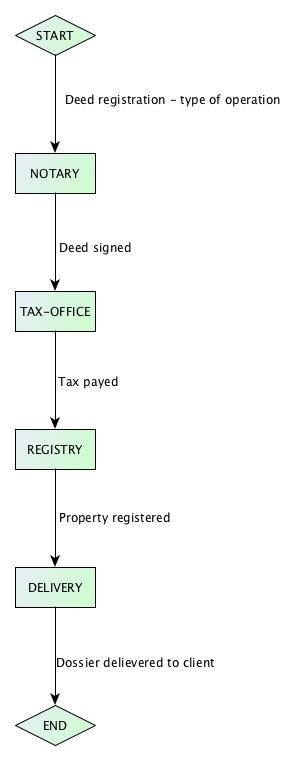 START
Deed registration - type of operation
NOTARY
Deed signed
TAX-OFFICE
Tax payed
REGISTRY
Property registered
DELIVERY
Dossier delievered to client
END